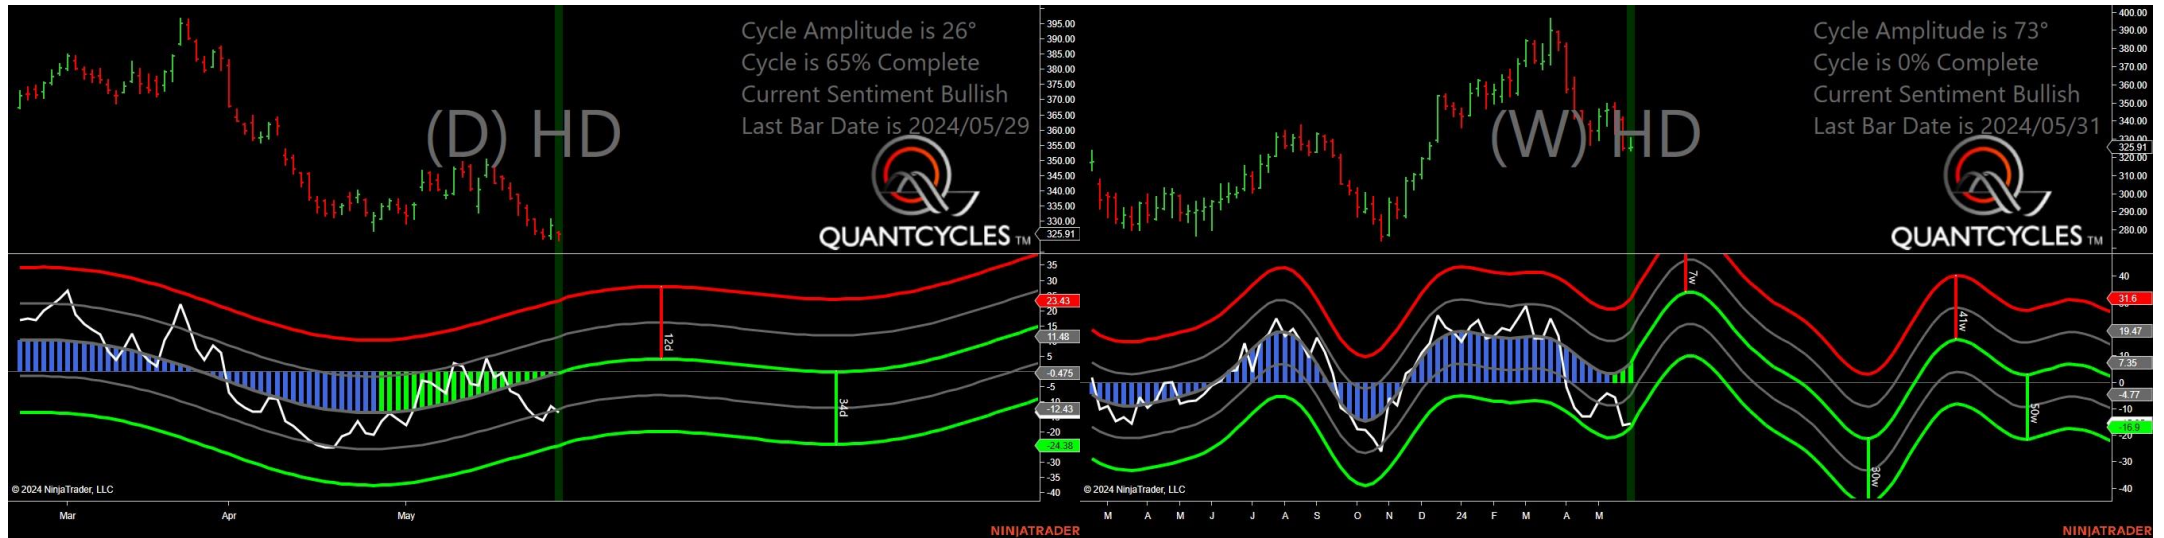 Cycle Amplitude is 26°
Cycle is 65% Complete
Current Sentiment Bullish
Last Bar Date is 2024/05/29
(D) HD
QUANTCYCLES TM
395.00
390.00
385.00
380.00
375.00
370.00
365.00
360.00
355.00
350.00
345.00
340.00
335.00
330.00
325.91
35
30
23.43
20
15
11.48
5
-0.475
-5
-12.43
-20
-24.38
-30
-35
-40
12d
34d
© 2024 NinjaTrader, LLC
Mar
Apr
May
NINJATRADER
Cycle Amplitude is 73°
Cycle is 0% Complete
Current Sentiment Bullish
Last Bar Date is 2024/05/31
(W) HD
QUANTCYCLES TM
400.00
390.00
380.00
370.00
360.00
350.00
340.00
330.00
325.91
320.00
310.00
300.00
290.00
280.00
40
31.6
19.47
10
7.35
0
-4.77
-10
-16.9
-20
-30
-40
7w
41w
50w
© 2024 NinjaTrader, LLC
M A M J J A S O N D 24 F M A M
NINJATRADER